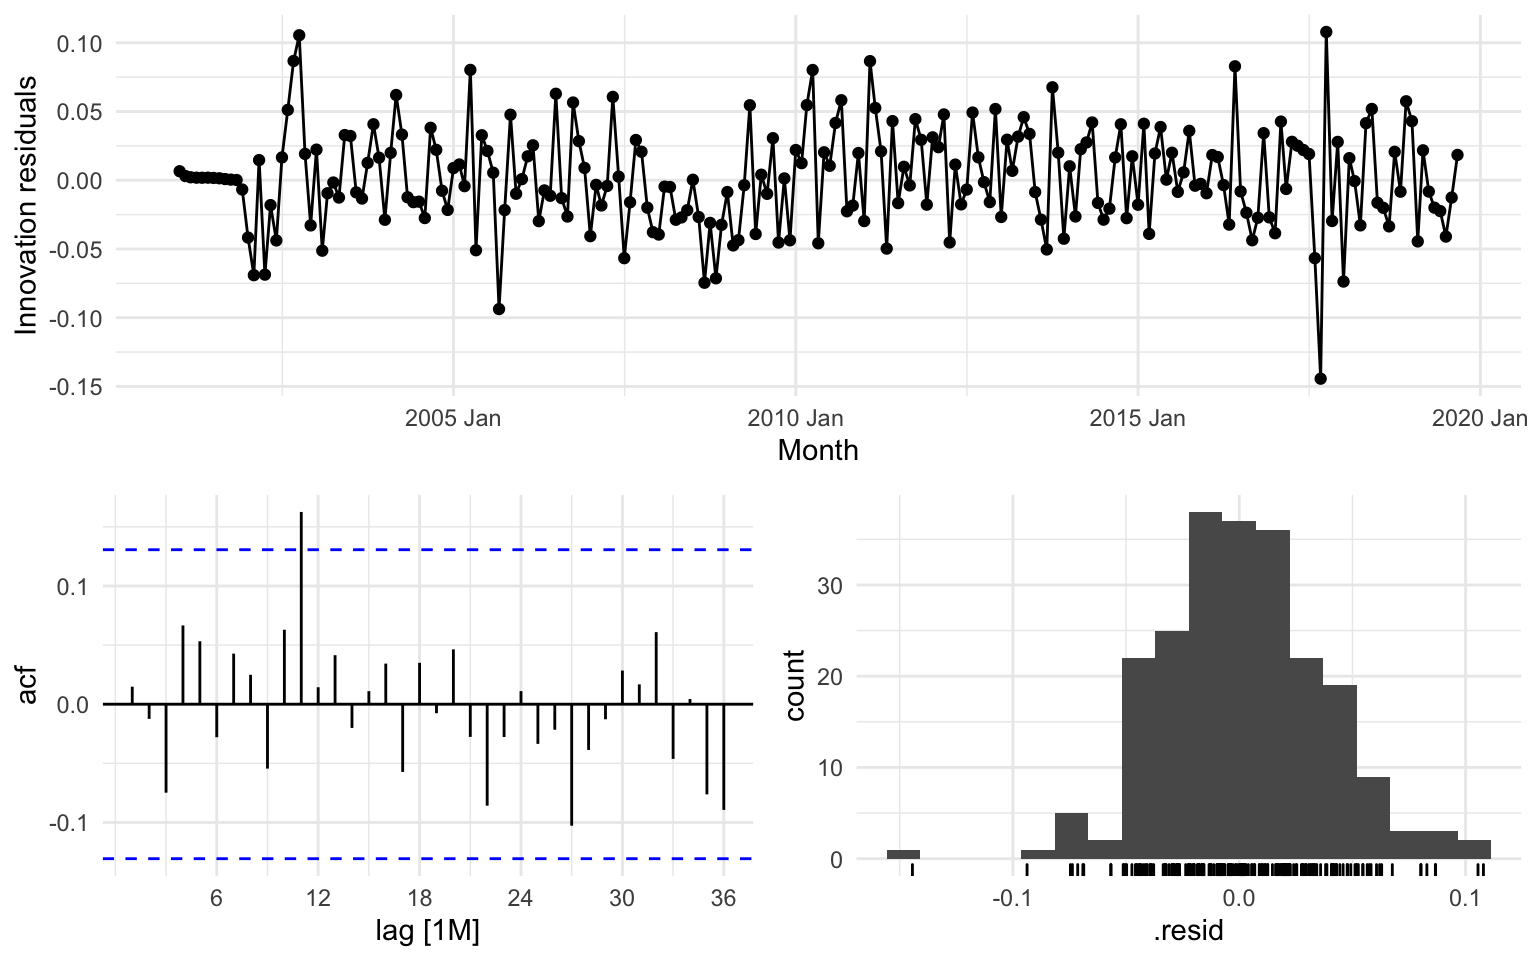 0.10
0.05
0.00
-0.05
-0.10
-0.15
Innovation residuals
2005 Jan 2010 Jan 2015 Jan 2020 Jan
Month
0.1
0.0
-0.1
acf
6 12 18 24 30 36
lag [1M]
30
20
10
0
count
-0.1 0.0 0.1
.resid